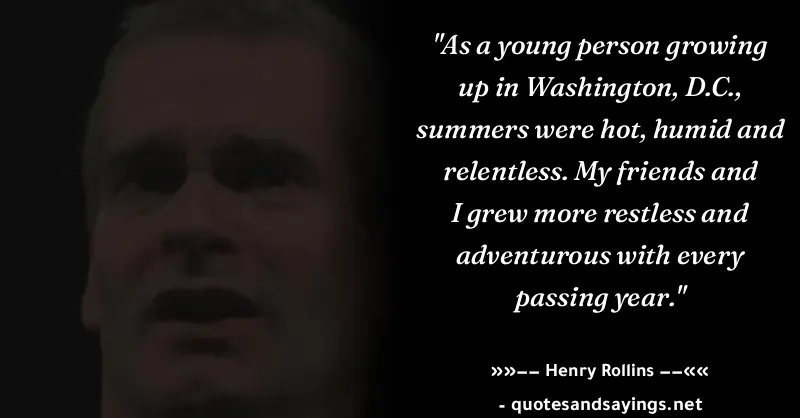 "As a young person growing
up in Washington, D.C.,
summers were hot, humid and
relentless. My friends and
I grew more restless and
adventurous with every
passing year."
»»–– Henry Rollins ––««
- quotesandsayings.net